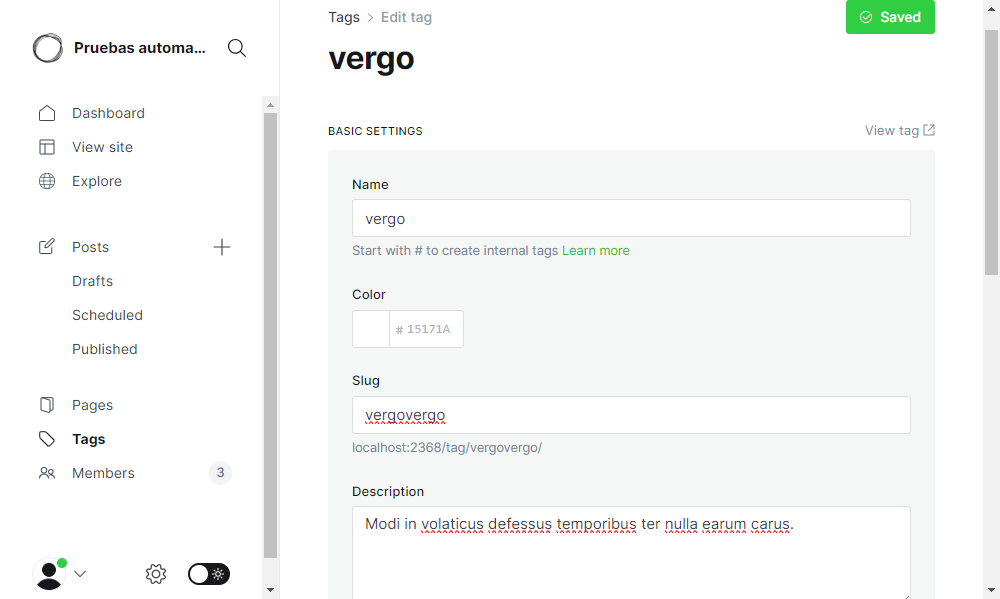 Pruebas automa...
Dashboard
View site
Explore
Posts
Drafts
Scheduled
Published
Pages
Tags
Members 3
Tags > Edit tag
Saved
vergo
BASIC SETTINGS
View tag
Name
vergo
Start with # to create internal tags Learn more
Color
# 15171A
Slug
vergovergo
localhost:2368/tag/vergovergo/
Description
Modi in volaticus defessus temporibus ter nulla earum carus.